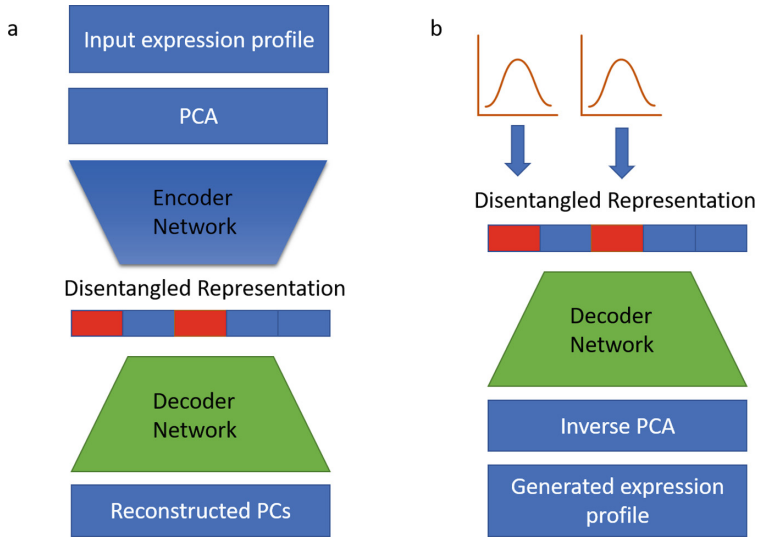 a
Input expression profile
PCA
Encoder
Network
Disentangled Representation
Decoder
Network
Reconstructed PCs
b
Disentangled Representation
Decoder
Network
Inverse PCA
Generated expression
profile